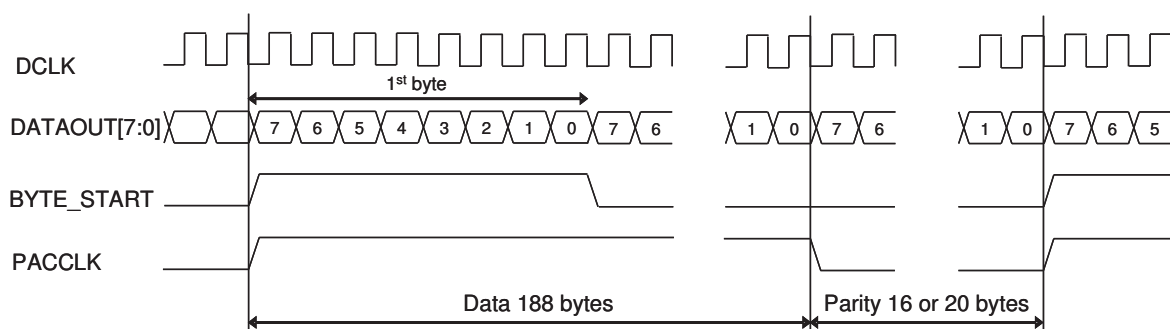 DCLK
1st byte
DATAOUT[7:0] 7 6 5 4 3 2 1 0 7 6 1 0 7 6 1 0 7 6 5
BYTE_START
PACCLK
Data 188 bytes Parity 16 or 20 bytes